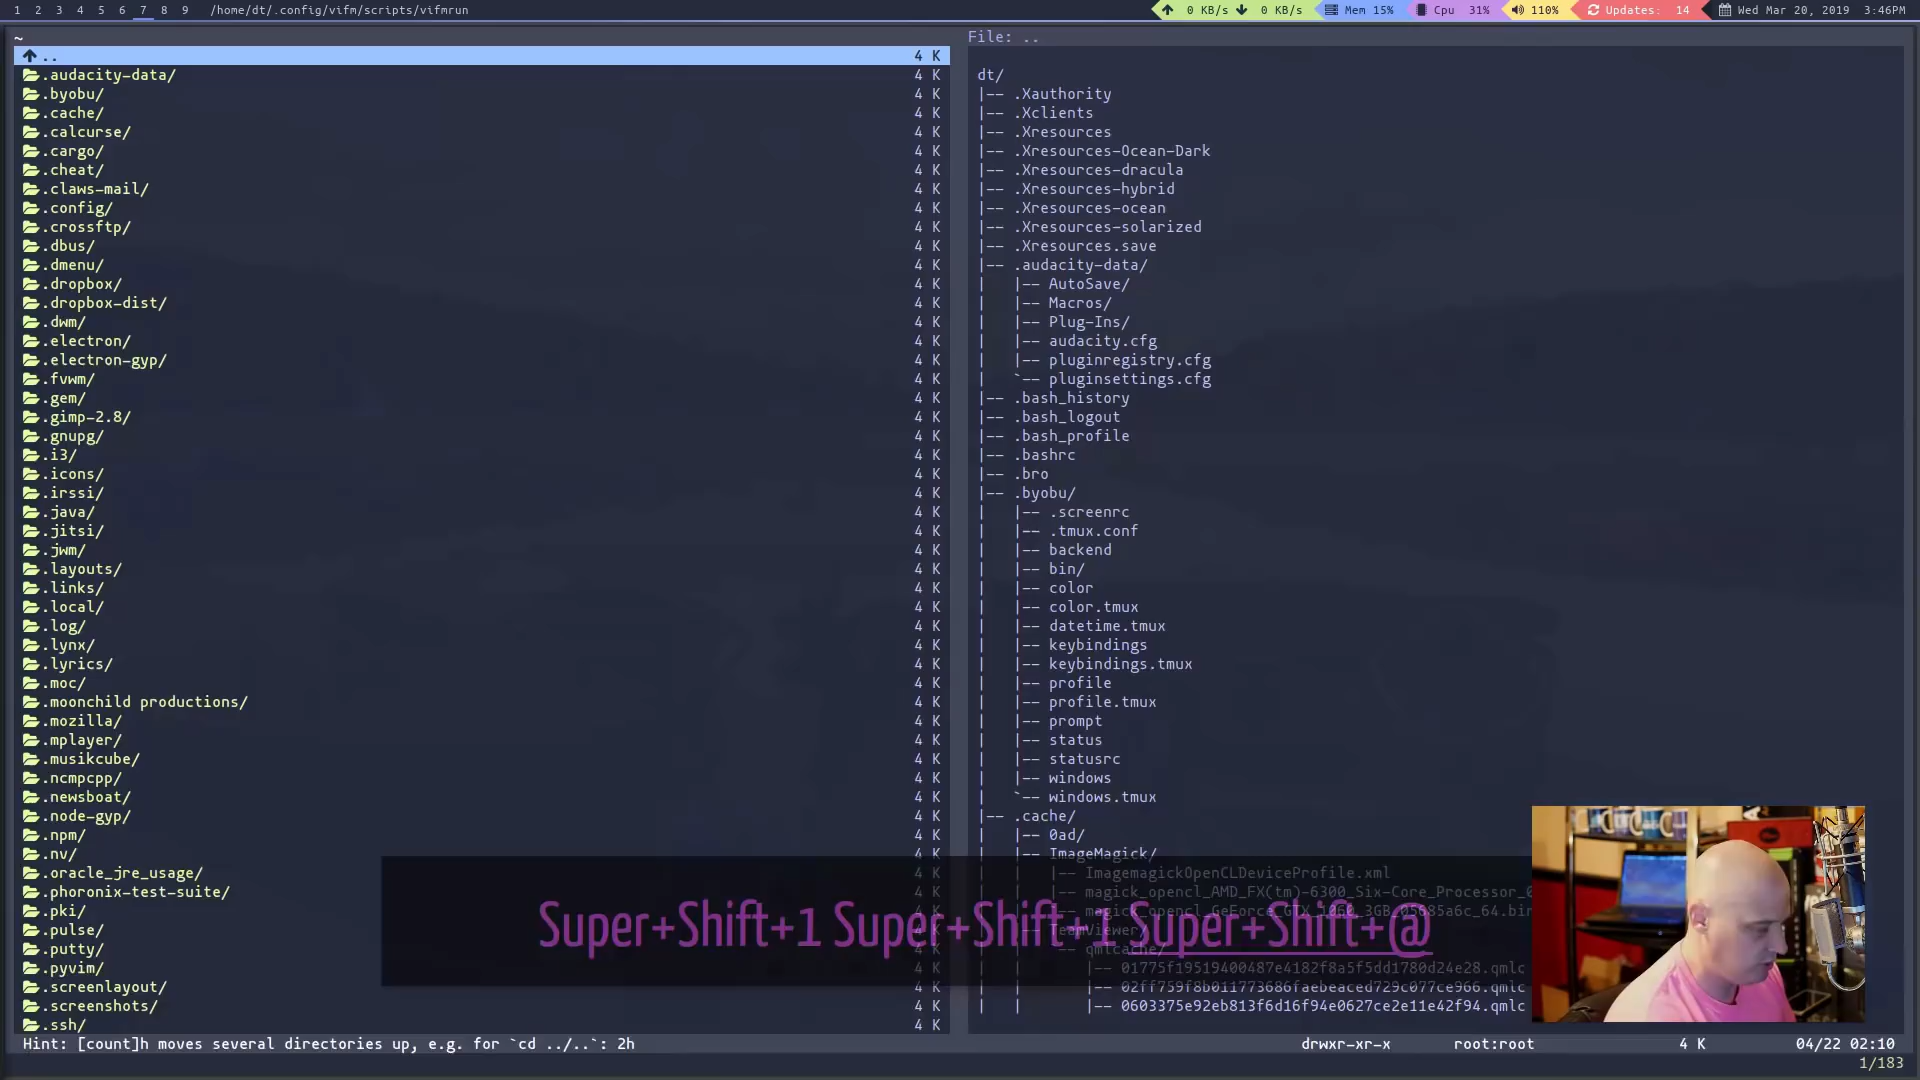 1 2 3 4 5 6 7 8 9 /home/dt/.config/vifm/scripts/vifmrun 0 KB/s 0 KB/s Mem 15% Cpu 31% 110% Updates: 14 Wed Mar 20, 2019 3:46PM
~
.. 4 K
.audacity-data/ 4 K
.byobu/ 4 K
.cache/ 4 K
.calcurse/ 4 K
.cargo/ 4 K
.cheat/ 4 K
.claws-mail/ 4 K
.config/ 4 K
.crossftp/ 4 K
.dbus/ 4 K
.dmenu/ 4 K
.dropbox/ 4 K
.dropbox-dist/ 4 K
.dwm/ 4 K
.electron/ 4 K
.electron-gyp/ 4 K
.fvwm/ 4 K
.gem/ 4 K
.gimp-2.8/ 4 K
.gnupg/ 4 K
.i3/ 4 K
.icons/ 4 K
.irssi/ 4 K
.java/ 4 K
.jitsi/ 4 K
.jwm/ 4 K
.layouts/ 4 K
.links/ 4 K
.local/ 4 K
.log/ 4 K
.lynx/ 4 K
.lyrics/ 4 K
.moc/ 4 K
.moonchild productions/ 4 K
.mozilla/ 4 K
.mplayer/ 4 K
.musikcube/ 4 K
.ncmpcpp/ 4 K
.newsboat/ 4 K
.node-gyp/ 4 K
.npm/ 4 K
.nv/ 4 K
.oracle_jre_usage/ 4 K
.phoronix-test-suite/ 4 K
.pki/ 4 K
.pulse/ 4 K
.putty/ 4 K
.pyvim/ 4 K
.screenlayout/ 4 K
.screenshots/ 4 K
.ssh/ 4 K
File: ..
dt/
|-- .Xauthority
|-- .Xclients
|-- .Xresources
|-- .Xresources-Ocean-Dark
|-- .Xresources-dracula
|-- .Xresources-hybrid
|-- .Xresources-ocean
|-- .Xresources-solarized
|-- .Xresources.save
|-- .audacity-data/
|   |-- AutoSave/
|   |-- Macros/
|   |-- Plug-Ins/
|   |-- audacity.cfg
|   |-- pluginregistry.cfg
|   `-- pluginsettings.cfg
|-- .bash_history
|-- .bash_logout
|-- .bash_profile
|-- .bashrc
|-- .bro
|-- .byobu/
|   |-- .screenrc
|   |-- .tmux.conf
|   |-- backend
|   |-- bin/
|   |-- color
|   |-- color.tmux
|   |-- datetime.tmux
|   |-- keybindings
|   |-- keybindings.tmux
|   |-- profile
|   |-- profile.tmux
|   |-- prompt
|   |-- status
|   |-- statusrc
|   |-- windows
|   `-- windows.tmux
|-- .cache/
|   |-- 0ad/
|   |-- ImageMagick/
|-- ImagemagickOpenCLDeviceProfile.xml
|-- magick_opencl_AMD_FX(tm)-6300_Six-Core_Processor_0
|-- TeamViewer/
-- qmlcache/
|-- 01775f19519400487e4182f8a5f5dd1780d24e28.qmlc
|-- 02ff759f8b011773686faebeaced729c077ce966.qmlc
|   |       |-- 0603375e92eb813f6d16f94e0627ce2e11e42f94.qmlc
Super+Shift+1 Super+Shift+1 Super+Shift+@
Hint: [count]h moves several directories up, e.g. for `cd ../..`: 2h drwxr-xr-x root:root 4 K 04/22 02:10
1/183